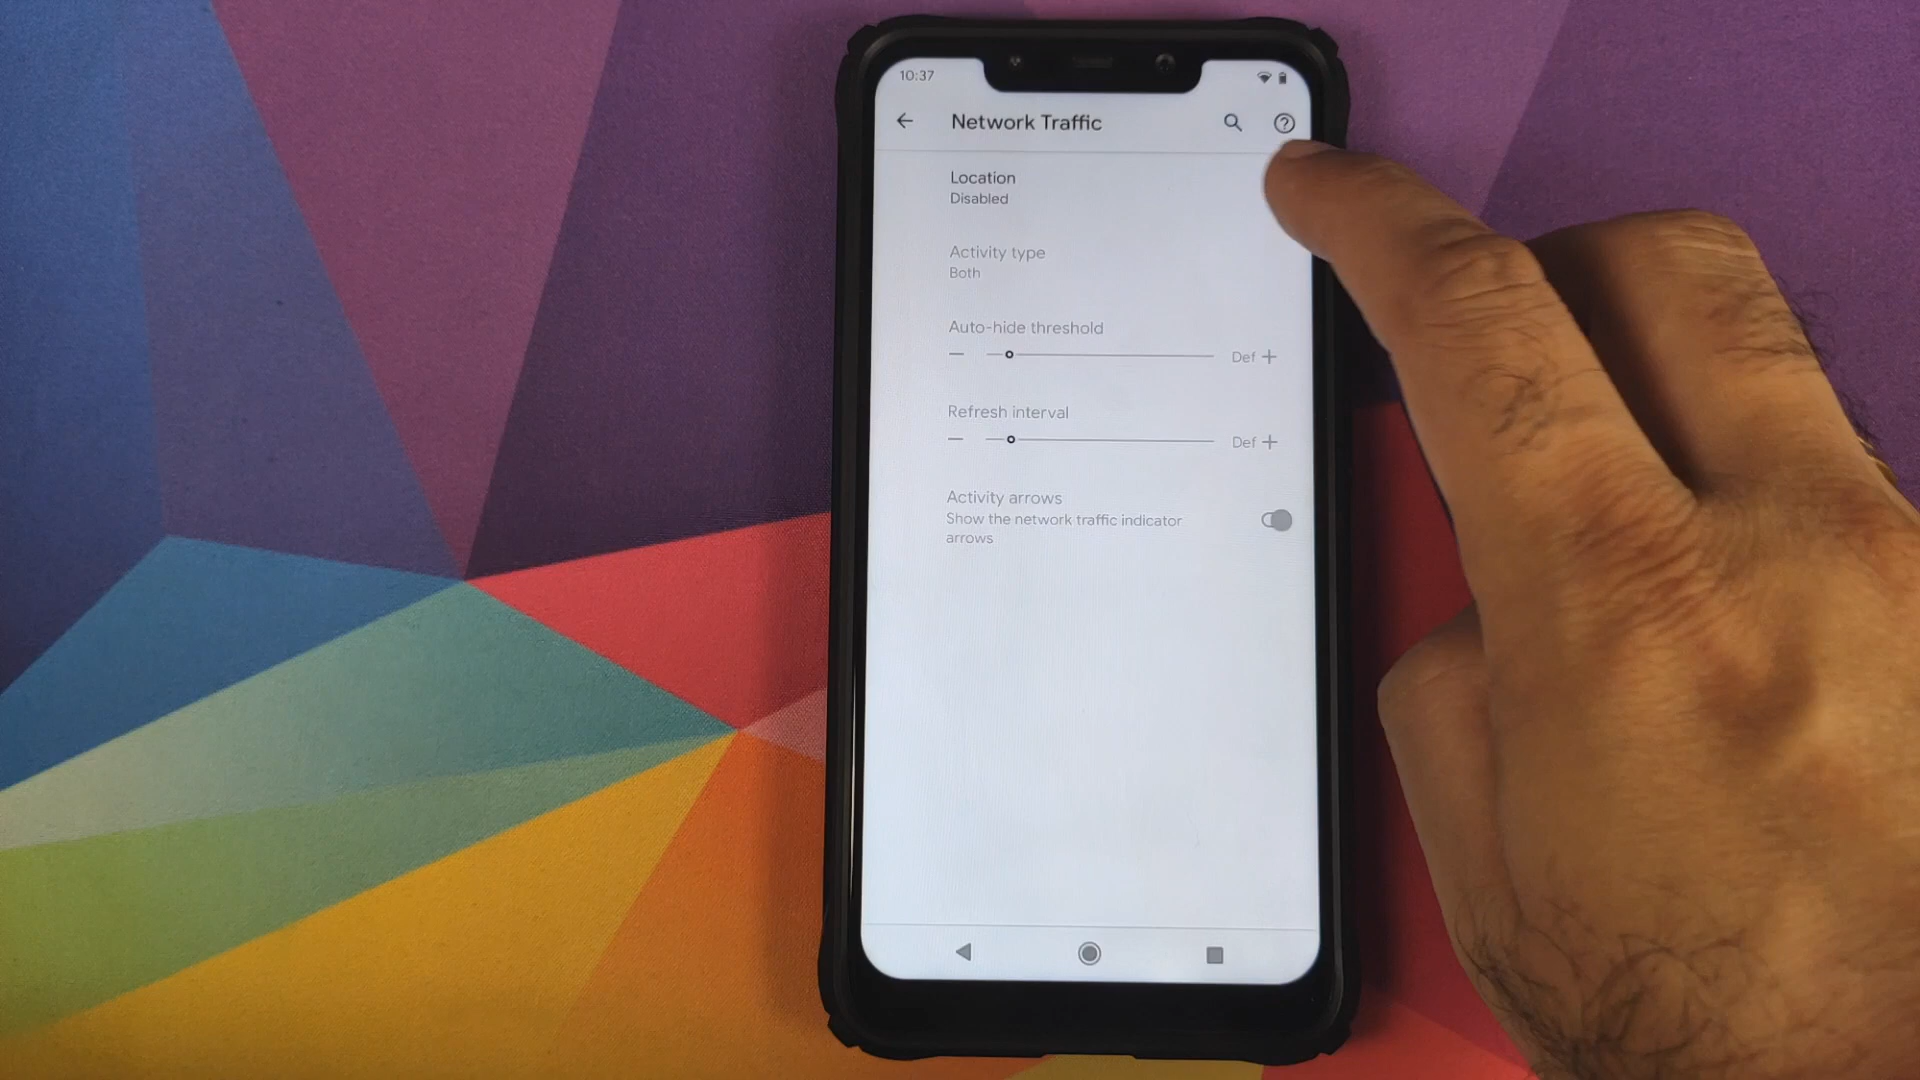 10:37
Network Traffic
Location
Disabled
Activity type
Both
Auto-hide threshold
Def
Refresh interval
Def
Activity arrows
Show the network traffic indicator
arrows